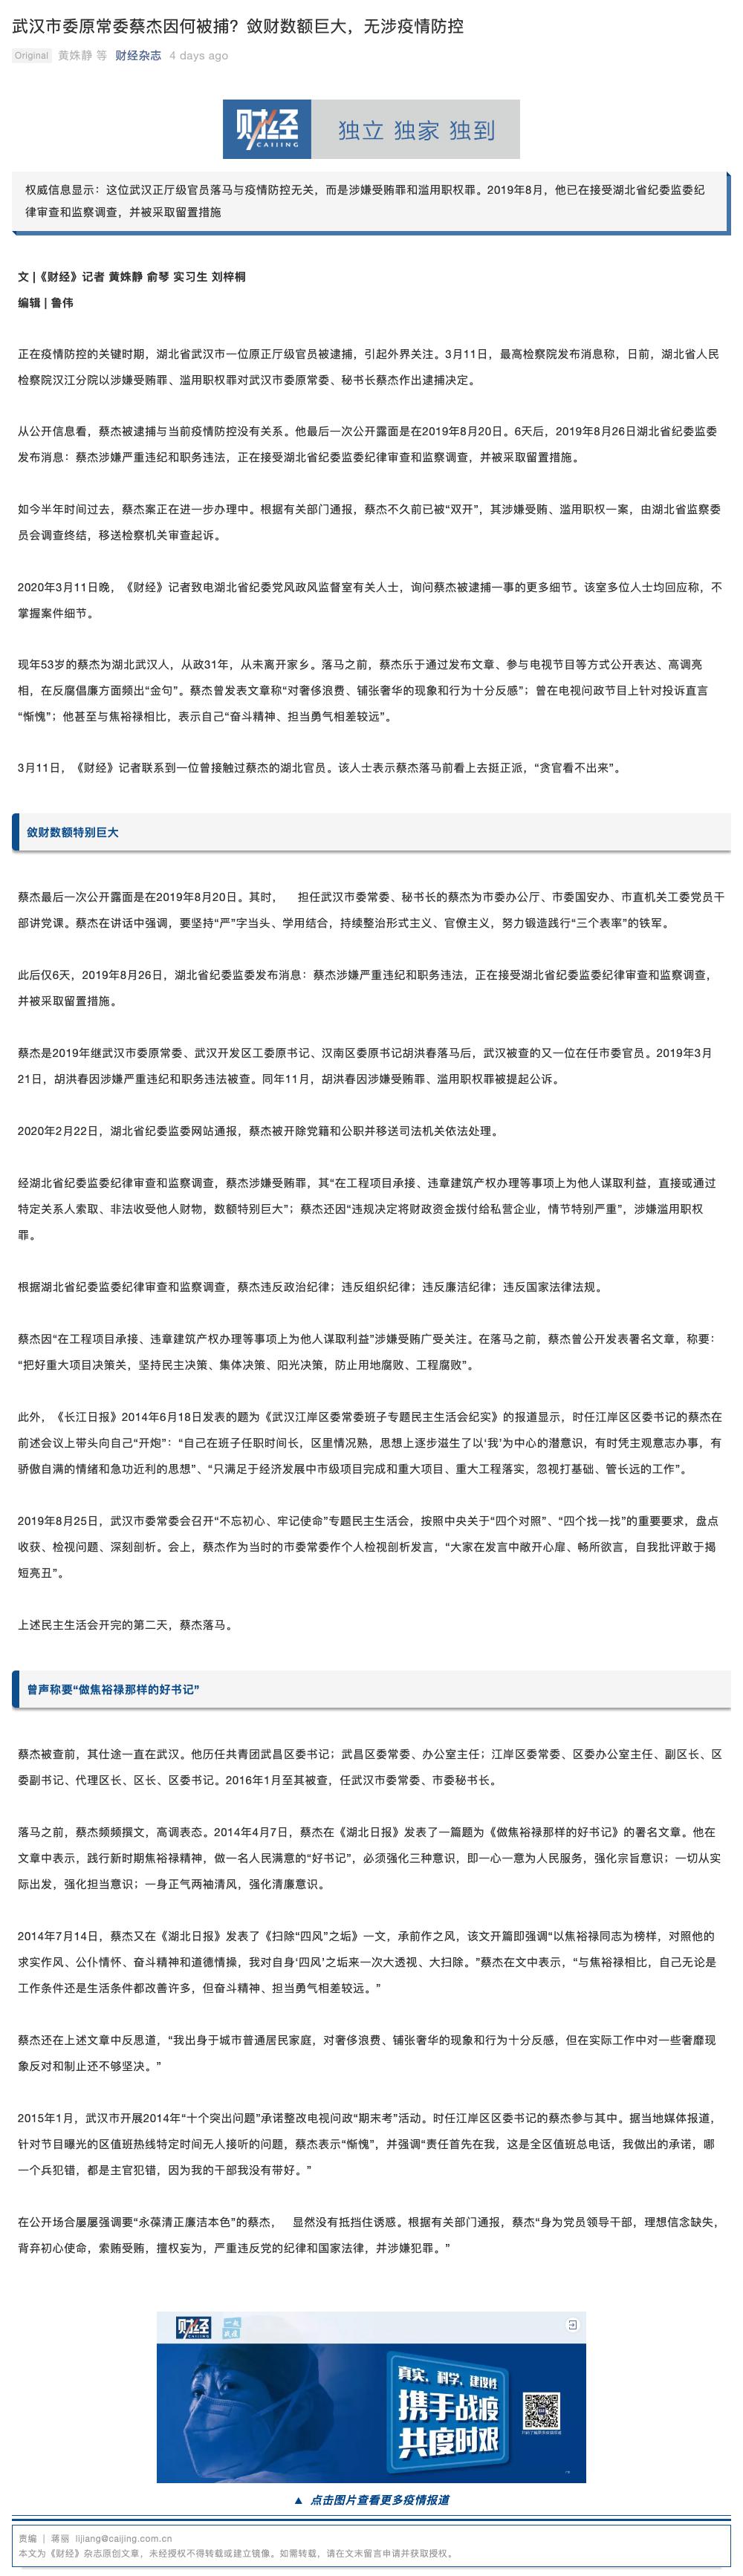 武汉市委原常委蔡杰因何被捕？敛财数额巨大，无涉疫情防控
Original 黄姝静 等 财经杂志 4 days ago
财经 独立 独家 独到
CAIJING
权威信息显示：这位武汉正厅级官员落马与疫情防控无关，而是涉嫌受贿罪和滥用职权罪。2019年8月，他已在接受湖北省纪委监委纪
律审查和监察调查，并被采取留置措施
文 |《财经》记者 黄姝静 俞琴 实习生 刘梓桐
编辑 | 鲁伟
正在疫情防控的关键时期，湖北省武汉市一位原正厅级官员被逮捕，引起外界关注。3月11日，最高检察院发布消息称，日前，湖北省人民
检察院汉江分院以涉嫌受贿罪、滥用职权罪对武汉市委原常委、秘书长蔡杰作出逮捕决定。
从公开信息看，蔡杰被逮捕与当前疫情防控没有关系。他最后一次公开露面是在2019年8月20日。6天后，2019年8月26日湖北省纪委监委
发布消息：蔡杰涉嫌严重违纪和职务违法，正在接受湖北省纪委监委纪律审查和监察调查，并被采取留置措施。
如今半年时间过去，蔡杰案正在进一步办理中。根据有关部门通报，蔡杰不久前已被“双开”，其涉嫌受贿、滥用职权一案，由湖北省监察委
员会调查终结，移送检察机关审查起诉。
2020年3月11日晚，《财经》记者致电湖北省纪委党风政风监督室有关人士，询问蔡杰被逮捕一事的更多细节。该室多位人士均回应称，不
掌握案件细节。
现年53岁的蔡杰为湖北武汉人，从政31年，从未离开家乡。落马之前，蔡杰乐于通过发布文章、参与电视节目等方式公开表达、高调亮
相，在反腐倡廉方面频出“金句”。蔡杰曾发表文章称“对奢侈浪费、铺张奢华的现象和行为十分反感”；曾在电视问政节目上针对投诉直言
“惭愧”；他甚至与焦裕禄相比，表示自己“奋斗精神、担当勇气相差较远”。
3月11日，《财经》记者联系到一位曾接触过蔡杰的湖北官员。该人士表示蔡杰落马前看上去挺正派，“贪官看不出来”。
敛财数额特别巨大
蔡杰最后一次公开露面是在2019年8月20日。其时， 担任武汉市委常委、秘书长的蔡杰为市委办公厅、市委国安办、市直机关工委党员干
部讲党课。蔡杰在讲话中强调，要坚持“严”字当头、学用结合，持续整治形式主义、官僚主义，努力锻造践行“三个表率”的铁军。
此后仅6天，2019年8月26日，湖北省纪委监委发布消息：蔡杰涉嫌严重违纪和职务违法，正在接受湖北省纪委监委纪律审查和监察调查，
并被采取留置措施。
蔡杰是2019年继武汉市委原常委、武汉开发区工委原书记、汉南区委原书记胡洪春落马后，武汉被查的又一位在任市委官员。2019年3月
21日，胡洪春因涉嫌严重违纪和职务违法被查。同年11月，胡洪春因涉嫌受贿罪、滥用职权罪被提起公诉。
2020年2月22日，湖北省纪委监委网站通报，蔡杰被开除党籍和公职并移送司法机关依法处理。
经湖北省纪委监委纪律审查和监察调查，蔡杰涉嫌受贿罪，其“在工程项目承接、违章建筑产权办理等事项上为他人谋取利益，直接或通过
特定关系人索取、非法收受他人财物，数额特别巨大”；蔡杰还因“违规决定将财政资金拨付给私营企业，情节特别严重”，涉嫌滥用职权
罪。
根据湖北省纪委监委纪律审查和监察调查，蔡杰违反政治纪律；违反组织纪律；违反廉洁纪律；违反国家法律法规。
蔡杰因“在工程项目承接、违章建筑产权办理等事项上为他人谋取利益”涉嫌受贿广受关注。在落马之前，蔡杰曾公开发表署名文章，称要：
“把好重大项目决策关，坚持民主决策、集体决策、阳光决策，防止用地腐败、工程腐败”。
此外，《长江日报》2014年6月18日发表的题为《武汉江岸区委常委班子专题民主生活会纪实》的报道显示，时任江岸区区委书记的蔡杰在
前述会议上带头向自己“开炮”：“自己在班子任职时间长，区里情况熟，思想上逐步滋生了以‘我’为中心的潜意识，有时凭主观意志办事，有
骄傲自满的情绪和急功近利的思想”、“只满足于经济发展中市级项目完成和重大项目、重大工程落实，忽视打基础、管长远的工作”。
2019年8月25日，武汉市委常委会召开“不忘初心、牢记使命”专题民主生活会，按照中央关于“四个对照”、“四个找一找”的重要要求，盘点
收获、检视问题、深刻剖析。会上，蔡杰作为当时的市委常委作个人检视剖析发言，“大家在发言中敞开心扉、畅所欲言，自我批评敢于揭
短亮丑”。
上述民主生活会开完的第二天，蔡杰落马。
曾声称要“做焦裕禄那样的好书记”
蔡杰被查前，其仕途一直在武汉。他历任共青团武昌区委书记；武昌区委常委、办公室主任；江岸区委常委、区委办公室主任、副区长、区
委副书记、代理区长、区长、区委书记。2016年1月至其被查，任武汉市委常委、市委秘书长。
落马之前，蔡杰频频撰文，高调表态。2014年4月7日，蔡杰在《湖北日报》发表了一篇题为《做焦裕禄那样的好书记》的署名文章。他在
文章中表示，践行新时期焦裕禄精神，做一名人民满意的“好书记”，必须强化三种意识，即一心一意为人民服务，强化宗旨意识；一切从实
际出发，强化担当意识；一身正气两袖清风，强化清廉意识。
2014年7月14日，蔡杰又在《湖北日报》发表了《扫除“四风”之垢》一文，承前作之风，该文开篇即强调“以焦裕禄同志为榜样，对照他的
求实作风、公仆情怀、奋斗精神和道德情操，我对自身‘四风’之垢来一次大透视、大扫除。”蔡杰在文中表示，“与焦裕禄相比，自己无论是
工作条件还是生活条件都改善许多，但奋斗精神、担当勇气相差较远。”
蔡杰还在上述文章中反思道，“我出身于城市普通居民家庭，对奢侈浪费、铺张奢华的现象和行为十分反感，但在实际工作中对一些奢靡现
象反对和制止还不够坚决。”
2015年1月，武汉市开展2014年“十个突出问题”承诺整改电视问政“期末考”活动。时任江岸区区委书记的蔡杰参与其中。据当地媒体报道，
针对节目曝光的区值班热线特定时间无人接听的问题，蔡杰表示“惭愧”，并强调“责任首先在我，这是全区值班总电话，我做出的承诺，哪
一个兵犯错，都是主官犯错，因为我的干部我没有带好。”
在公开场合屡屡强调要“永葆清正廉洁本色”的蔡杰， 显然没有抵挡住诱惑。根据有关部门通报，蔡杰“身为党员领导干部，理想信念缺失，
背弃初心使命，索贿受贿，擅权妄为，严重违反党的纪律和国家法律，并涉嫌犯罪。”
财经
CAIJING
真实、科学、建设性
携手战疫
共度时艰
▲ 点击图片查看更多疫情报道
责编 | 蒋丽 lijiang@caijing.com.cn
本文为《财经》杂志原创文章，未经授权不得转载或建立镜像。如需转载，请在文末留言申请并获取授权。